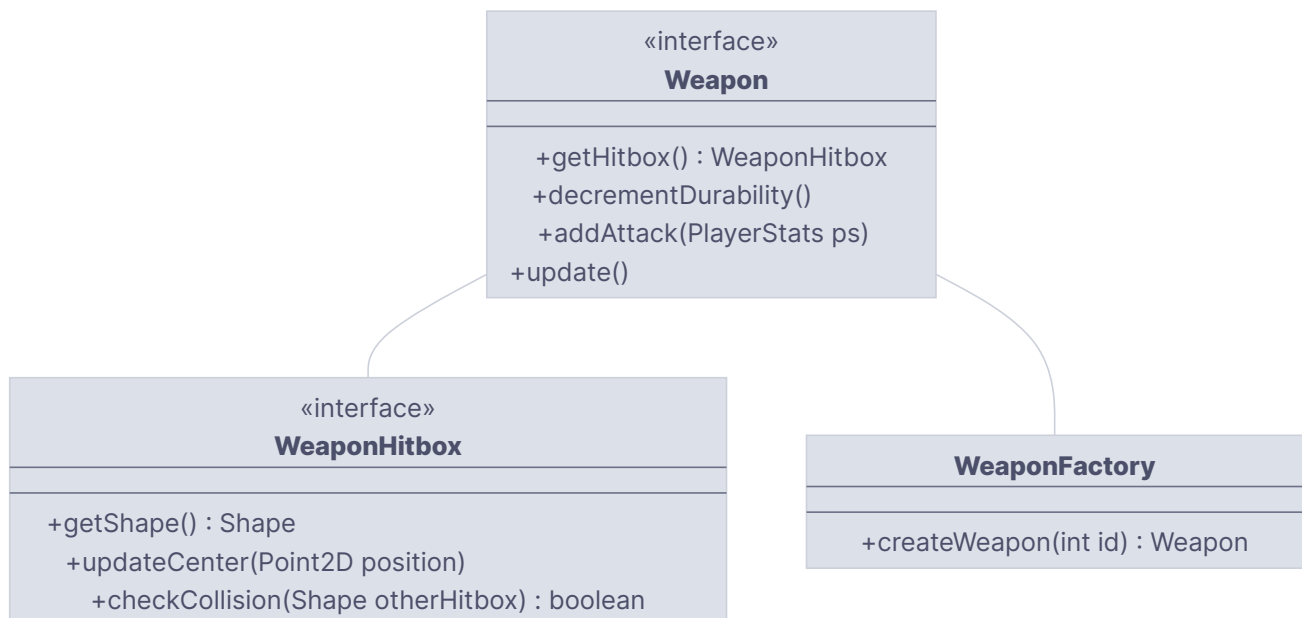 «interface»
Weapon
+getHitbox() : WeaponHitbox
+decrementDurability()
+addAttack(PlayerStats ps)
+update()
«interface»
WeaponHitbox
+getShape() : Shape
+updateCenter(Point2D position)
+checkCollision(Shape otherHitbox) : boolean
WeaponFactory
+createWeapon(int id) : Weapon